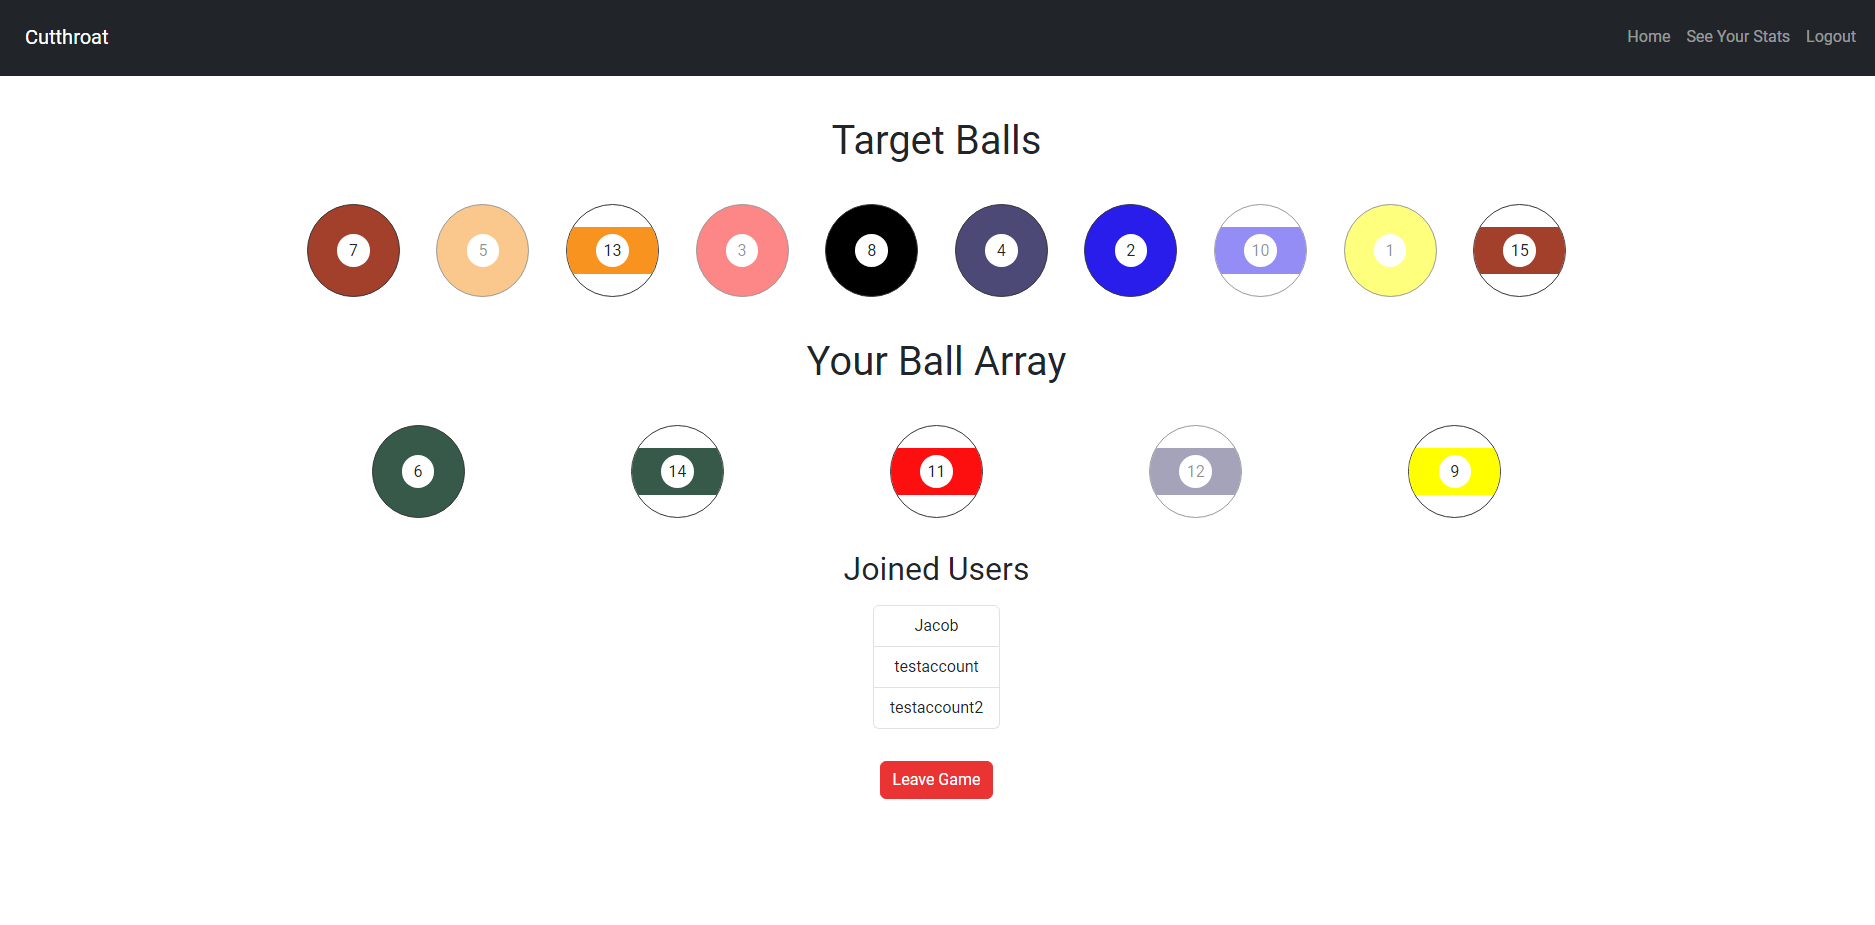 Cutthroat Home See Your Stats Logout
Target Balls
7 5 13 3 8 4 2 10 1 15
Your Ball Array
6 14 11 12 9
Joined Users
Jacob
testaccount
testaccount2
Leave Game